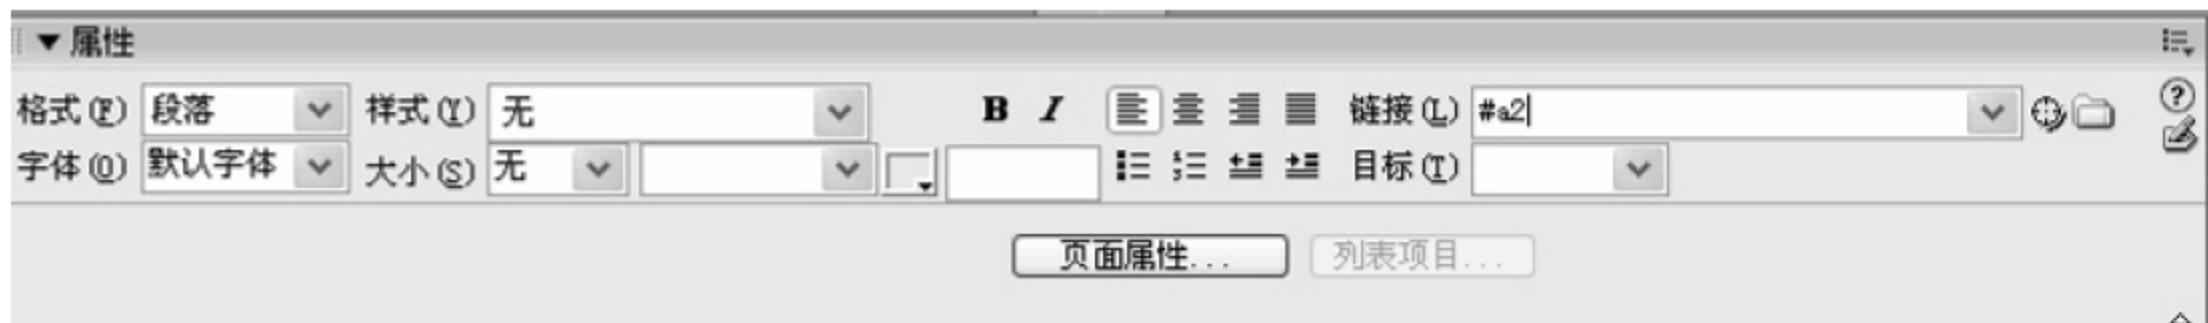 属性
格式(F) 段落 样式(Y) 无 B I 链接(L) #a2
字体(O) 默认字体 大小(S) 无 目标(T)
页面属性... 列表项目...